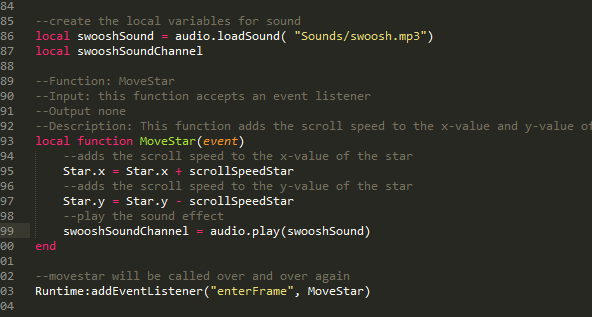 84
85
86 --create the local variables for sound
86 local swooshSound = audio.loadSound( "Sounds/swoosh.mp3")
87 local swooshSoundChannel
88
89 --Function: MoveStar
90 --Input: this function accepts an event listener
91 --Output none
92 --Description: This function adds the scroll speed to the x-value and y-value of
93 local function MoveStar(event)
94 --adds the scroll speed to the x-value of the star
95 Star.x = Star.x + scrollSpeedStar
96 --adds the scroll speed to the y-value of the star
97 Star.y = Star.y - scrollSpeedStar
98 --play the sound effect
99 swooshSoundChannel = audio.play(swooshSound)
00 end
01
02 --movestar will be called over and over again
03 Runtime:addEventListener("enterFrame", MoveStar)
04